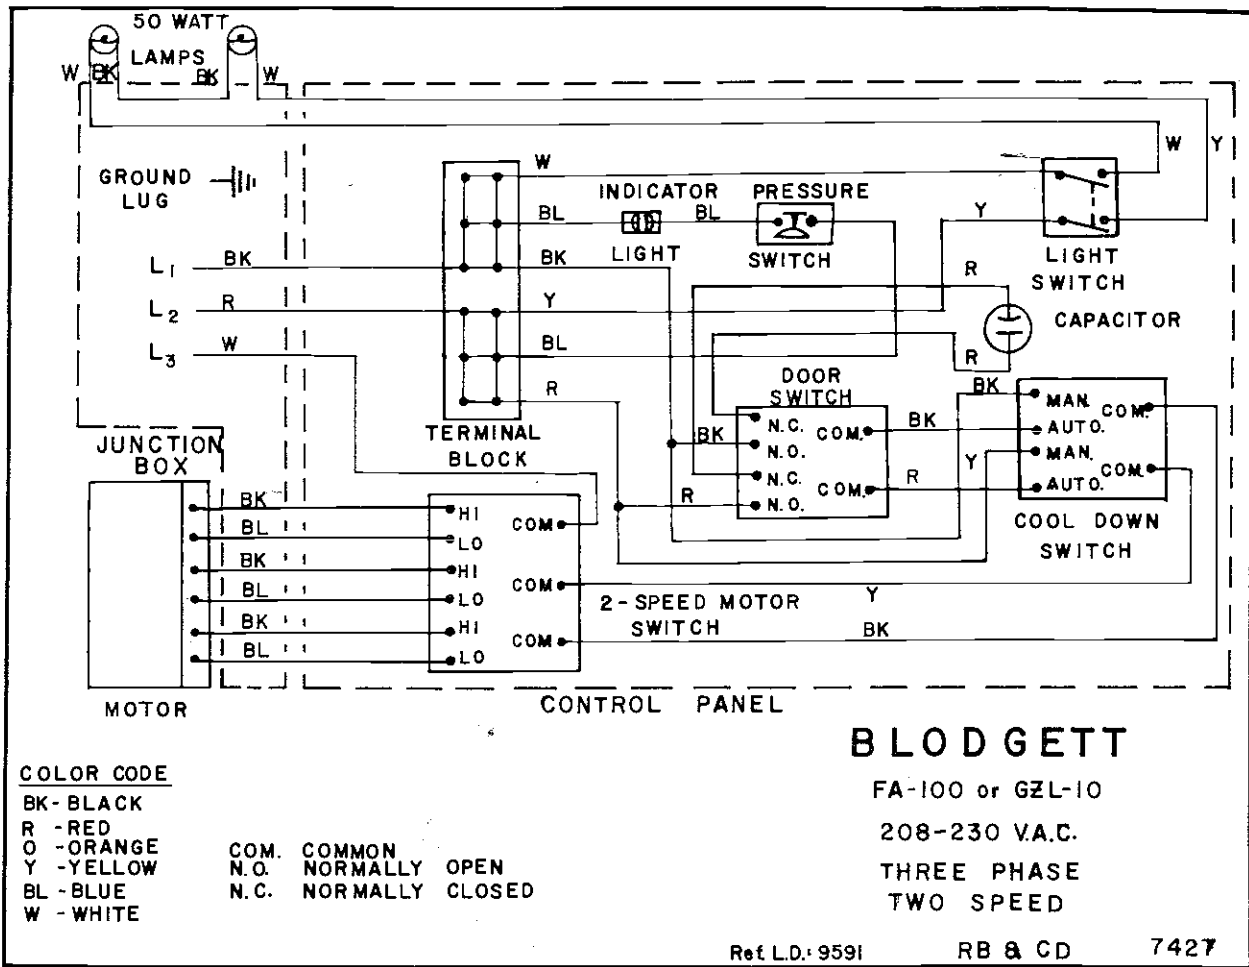 50 WATT
LAMPS
W BK BK W
W Y
GROUND
LUG
W
INDICATOR PRESSURE
BL BL Y
LIGHT SWITCH
LIGHT
SWITCH
L1 BK BK R
L2 R Y
CAPACITOR
L3 W BL R
DOOR
SWITCH
R BK
MAN. COM.
AUTO.
MAN. COM.
AUTO.
N.C. COM.
N.O.
N.C. COM.
N.O.
BK BK
Y
R R
TERMINAL
BLOCK
JUNCTION
BOX
COOL DOWN
SWITCH
BK HI COM
BL LO
BK HI COM
BL LO
BK HI COM
BL LO
2-SPEED MOTOR
SWITCH
Y
BK
MOTOR
CONTROL PANEL
BLODGETT
FA-100 or GZL-10
208-230 V.A.C.
THREE PHASE
TWO SPEED
COLOR CODE
BK-BLACK
R -RED
O -ORANGE
Y -YELLOW
BL -BLUE
W -WHITE
COM. COMMON
N.O. NORMALLY OPEN
N.C. NORMALLY CLOSED
Ref. L.D.: 9591 RB & CD 7427